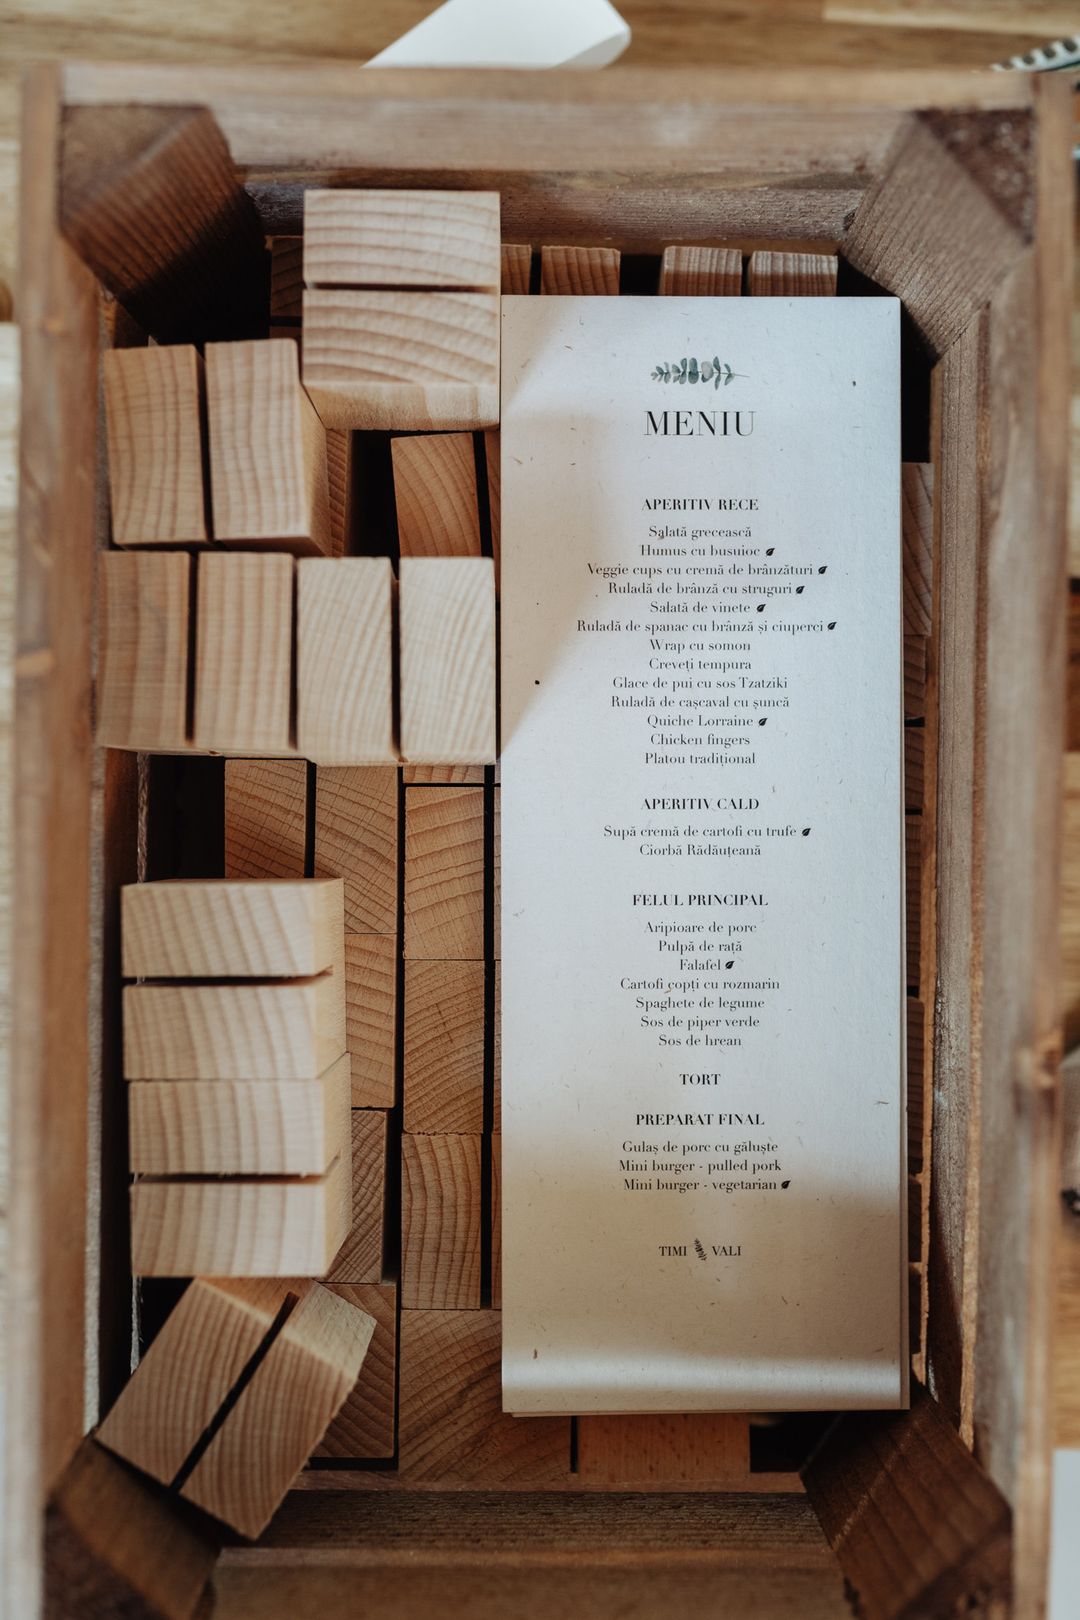 MENIU
APERITIV RECE
Salată grecească
Humus cu busuioc
Veggie cups cu cremă de brânzături
Ruladă de brânză cu struguri
Salată de vinete
Ruladă de spanac cu brânză și ciuperci
Wrap cu somon
Creveți tempura
Glace de pui cu sos Tzatziki
Ruladă de cașcaval cu șuncă
Quiche Lorraine
Chicken fingers
Platou tradițional
APERITIV CALD
Supă cremă de cartofi cu trufe
Ciorbă Rădăuțeană
FELUL PRINCIPAL
Aripioare de porc
Pulpă de rață
Falafel
Cartofi copți cu rozmarin
Spaghete de legume
Sos de piper verde
Sos de hrean
TORT
PREPARAT FINAL
Gulaș de porc cu găluște
Mini burger - pulled pork
Mini burger - vegetarian
TIMI VALI